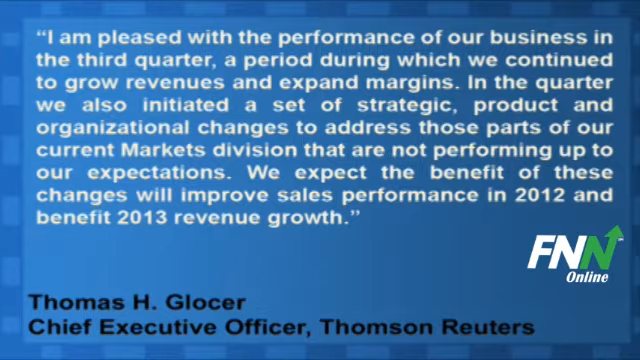 “I am pleased with the performance of our business in
the third quarter, a period during which we continued
to grow revenues and expand margins. In the quarter
we also initiated a set of strategic, product and
organizational changes to address those parts of our
current Markets division that are not performing up to
our expectations. We expect the benefit of these
changes will improve sales performance in 2012 and
benefit 2013 revenue growth.”
FNN
Online
Thomas H. Glocer
Chief Executive Officer, Thomson Reuters